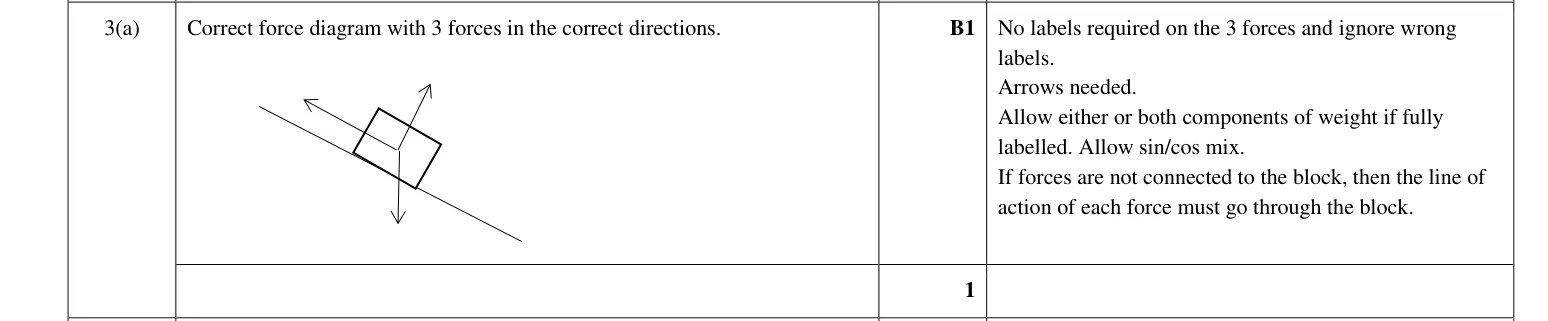 3(a)
Correct force diagram with 3 forces in the correct directions.
B1
No labels required on the 3 forces and ignore wrong
labels.
Arrows needed.
Allow either or both components of weight if fully
labelled. Allow sin/cos mix.
If forces are not connected to the block, then the line of
action of each force must go through the block.
1